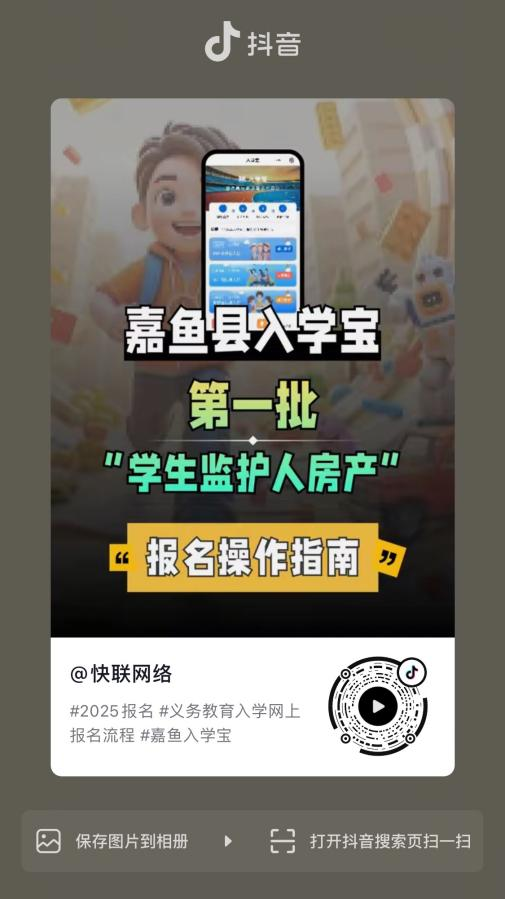 抖音
入学宝
嘉鱼县入学宝
第一批
“学生监护人房产”
“报名操作指南”
@快联网络
#2025报名 #义务教育入学网上
报名流程 #嘉鱼入学宝
保存图片到相册
打开抖音搜索页扫一扫